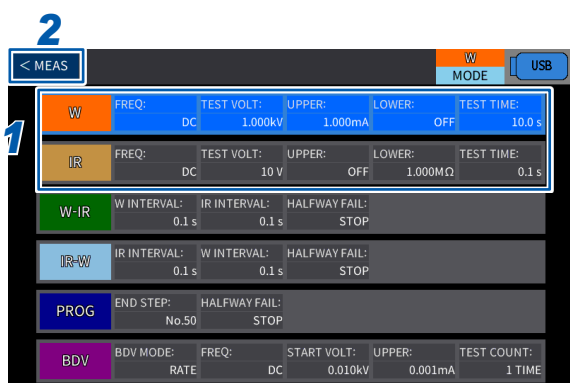 2
< MEAS
W
MODE
USB
1
W
FREQ: TEST VOLT: UPPER: LOWER: TEST TIME:
DC 1.000kV 1.000mA OFF 10.0 s
IR
FREQ: TEST VOLT: UPPER: LOWER: TEST TIME:
DC 10 V OFF 1.000MΩ 0.1 s
W-IR
W INTERVAL: IR INTERVAL: HALFWAY FAIL:
0.1 s 0.1 s STOP
IR-W
IR INTERVAL: W INTERVAL: HALFWAY FAIL:
0.1 s 0.1 s STOP
PROG
END STEP: HALFWAY FAIL:
No.50 STOP
BDV
BDV MODE: FREQ: START VOLT: UPPER: TEST COUNT:
RATE DC 0.010kV 0.001mA 1 TIME